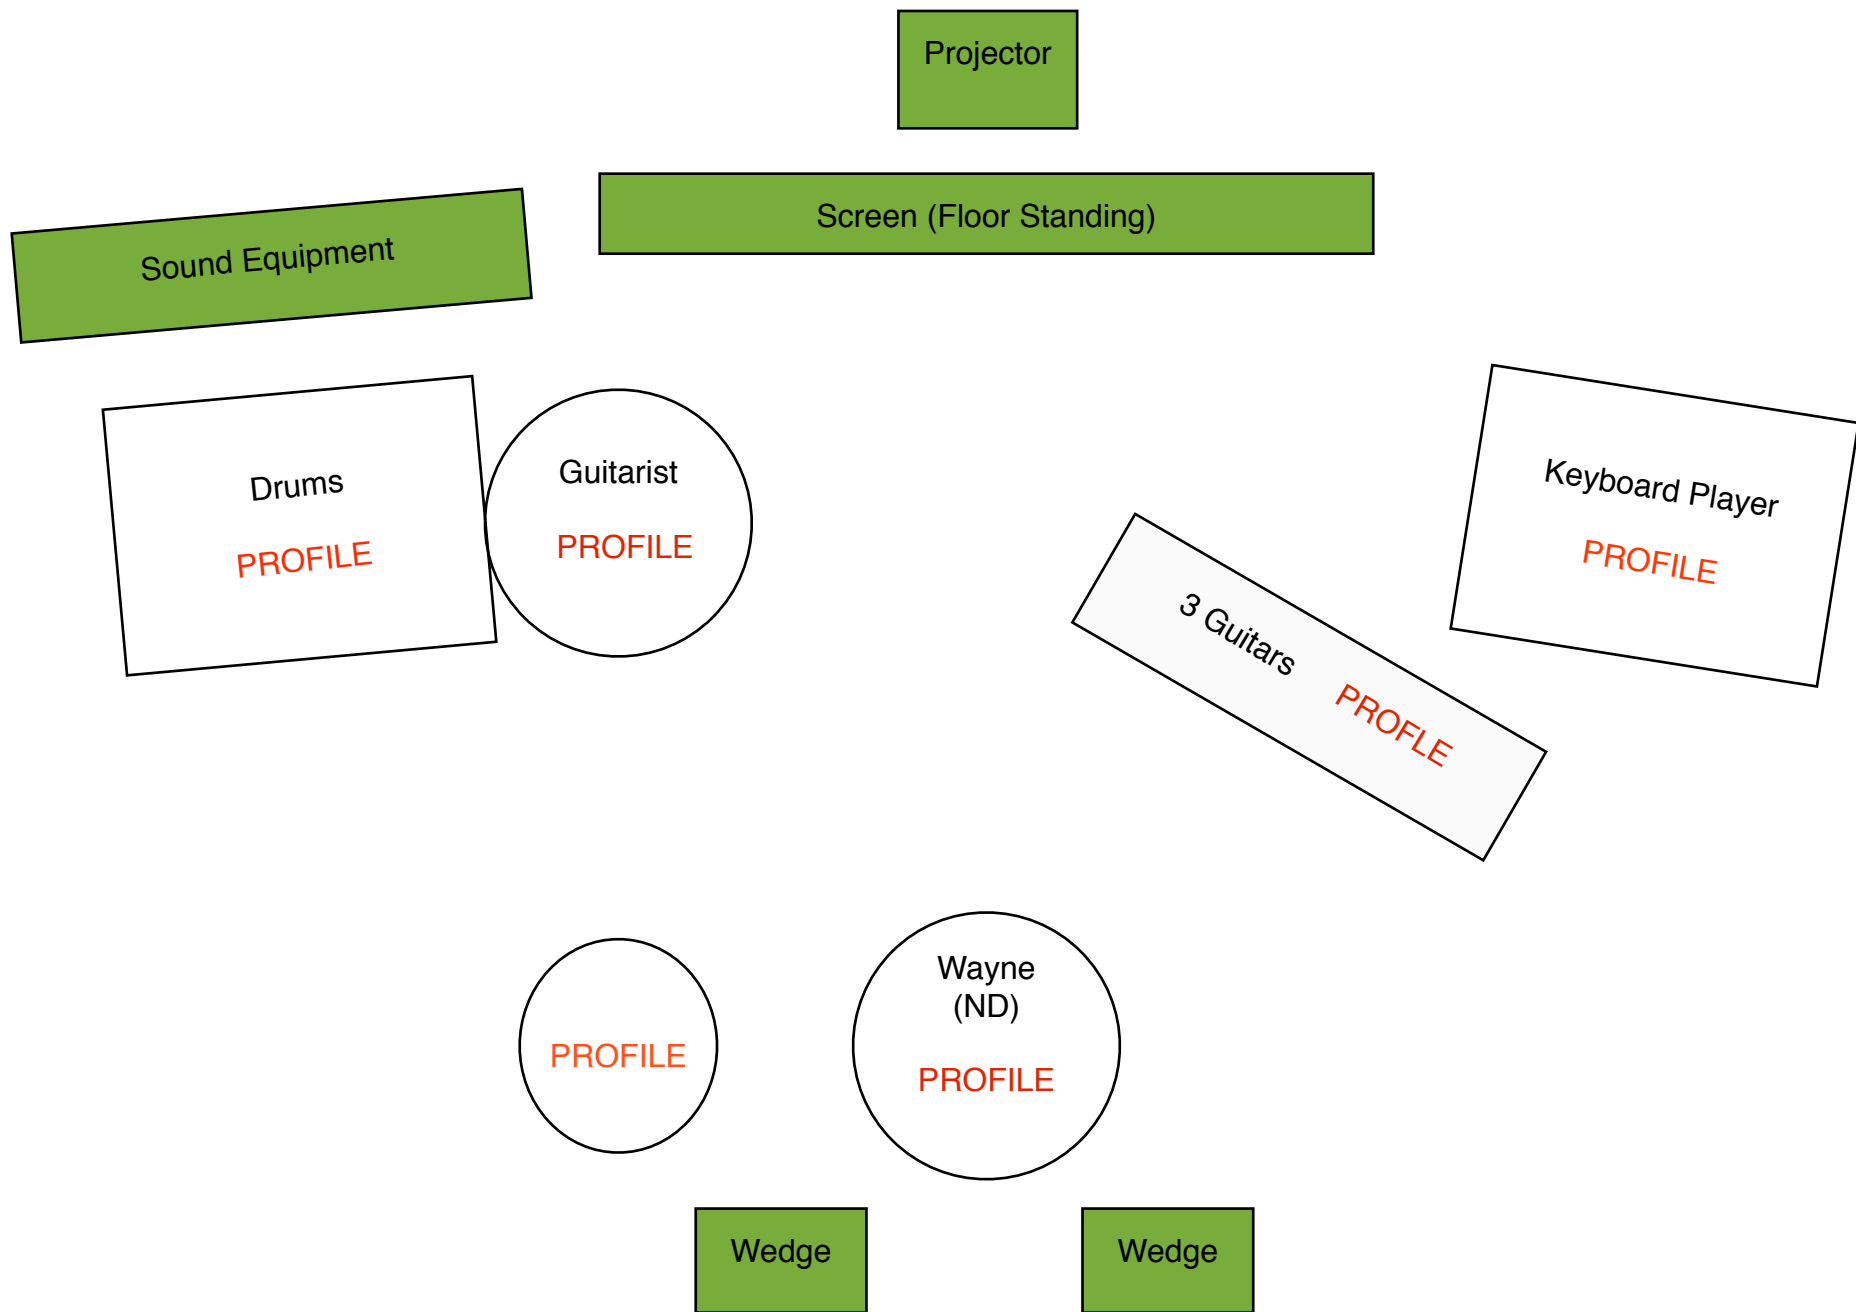 Projector
Screen (Floor Standing)
Sound Equipment
Drums
PROFILE
Guitarist
PROFILE
Keyboard Player
PROFILE
3 Guitars PROFLE
Wayne
(ND)
PROFILE
PROFILE
Wedge
Wedge